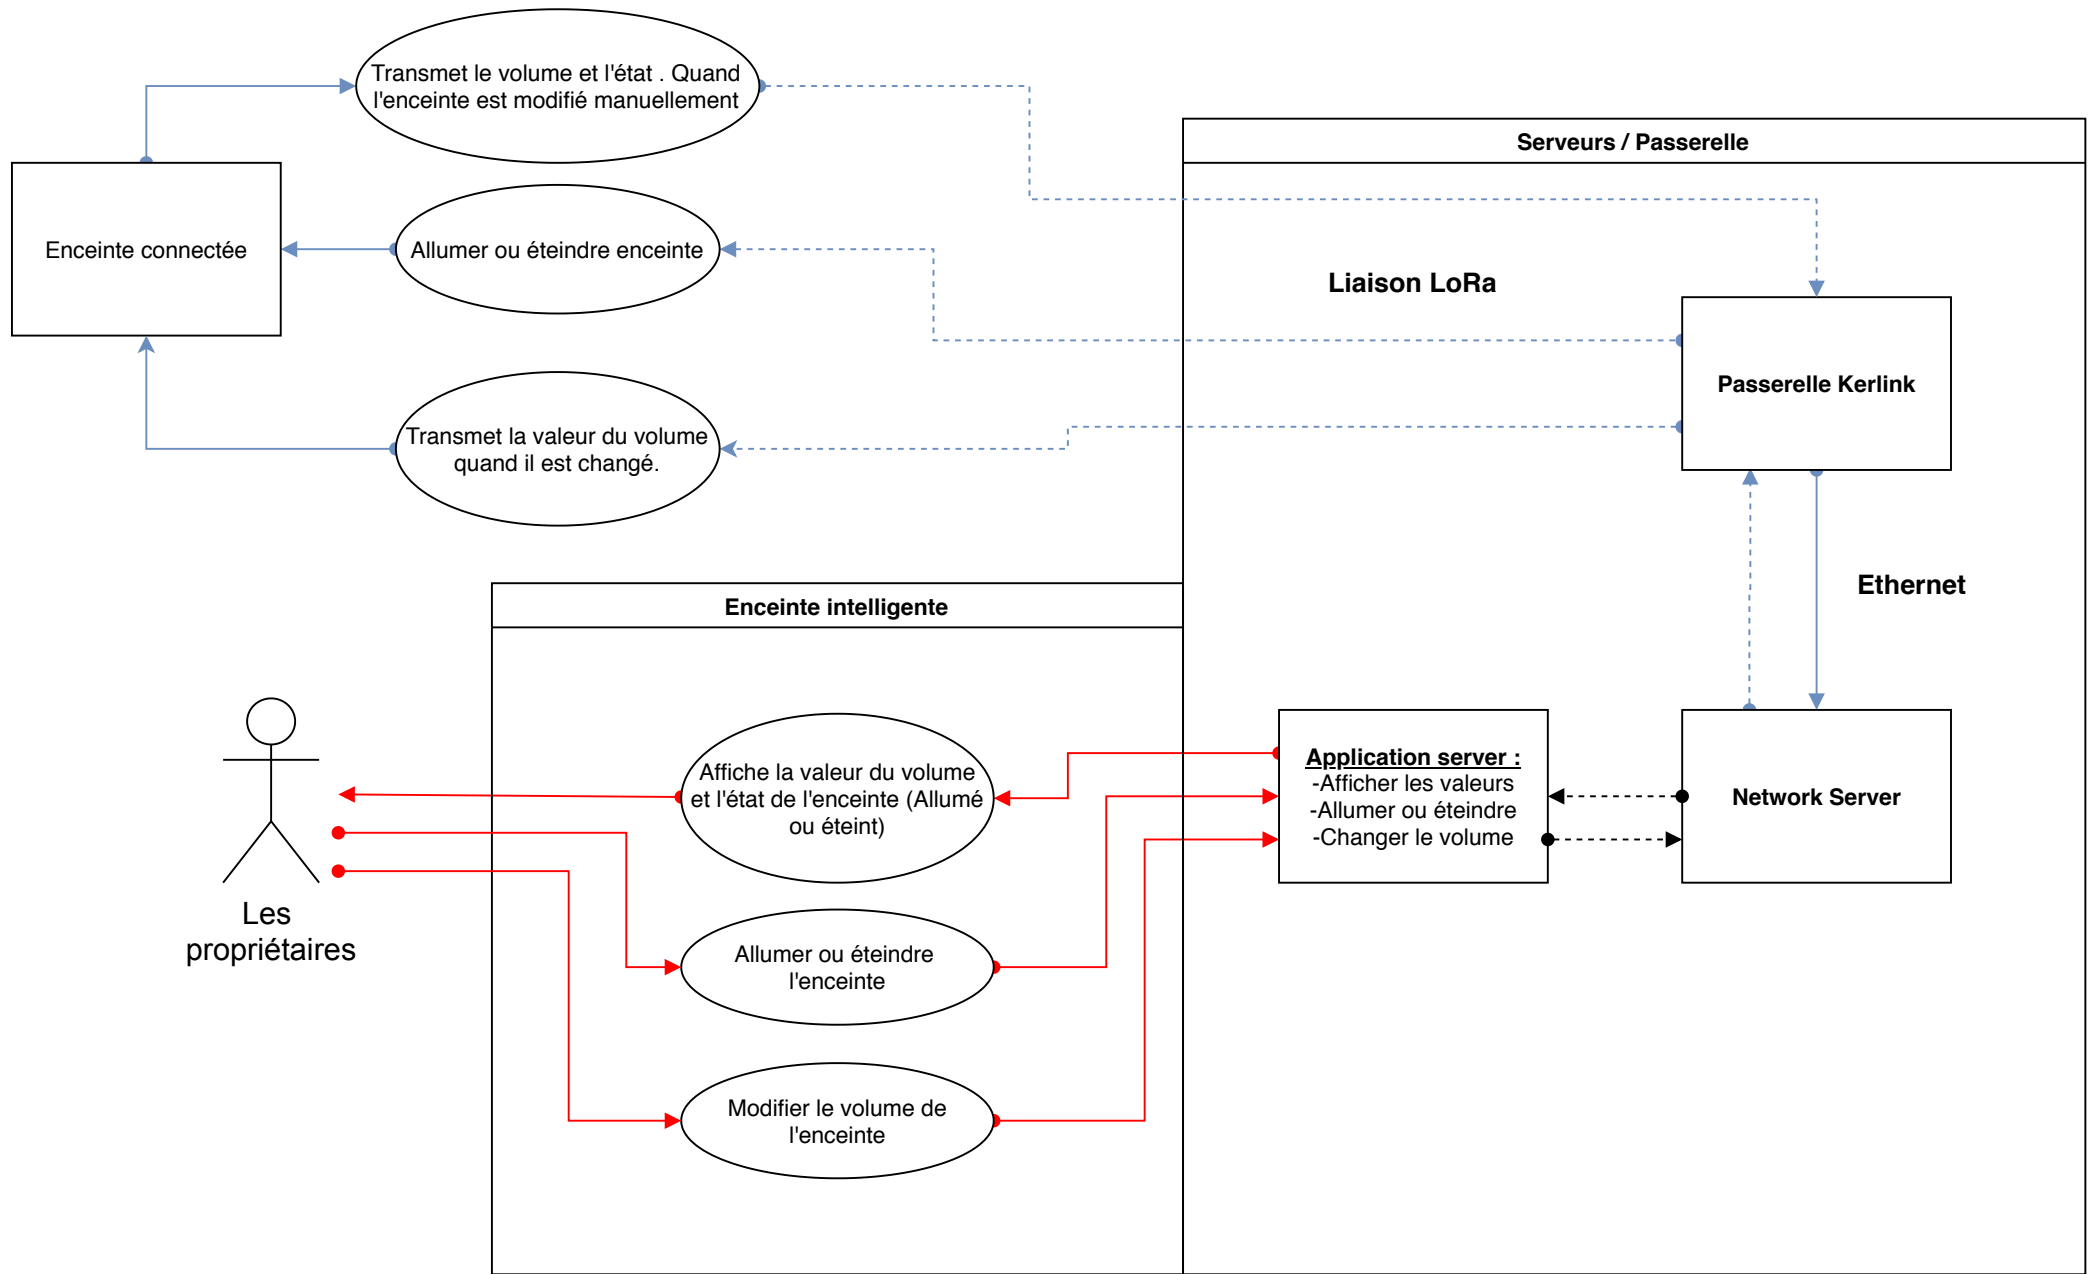 Transmet le volume et l'état . Quand
l'enceinte est modifié manuellement
Serveurs / Passerelle
Enceinte connectée
Allumer ou éteindre enceinte
Liaison LoRa
Passerelle Kerlink
Transmet la valeur du volume
quand il est changé.
Ethernet
Enceinte intelligente
Affiche la valeur du volume
et l'état de l'enceinte (Allumé
ou éteint)
Application server :
-Afficher les valeurs
-Allumer ou éteindre
-Changer le volume
Network Server
Les
propriétaires
Allumer ou éteindre
l'enceinte
Modifier le volume de
l'enceinte